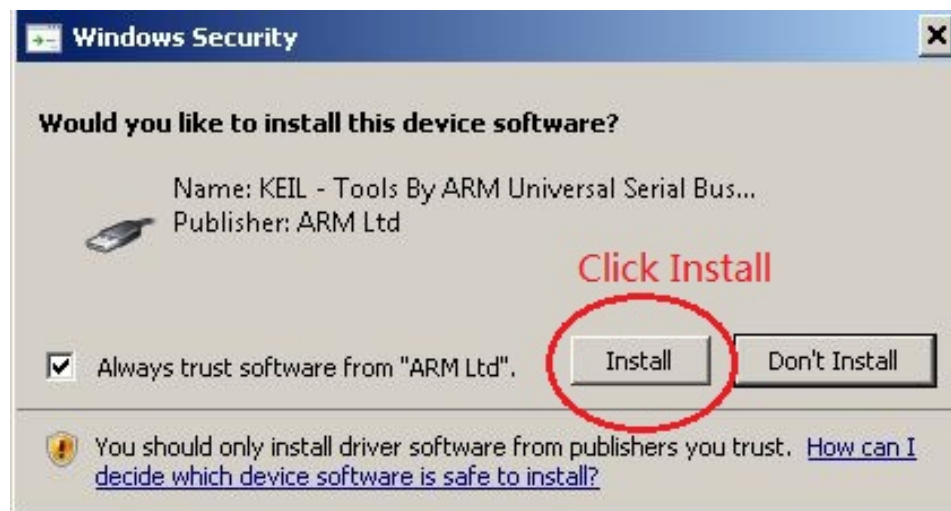 Windows Security
Would you like to install this device software?
Name: KEIL - Tools By ARM Universal Serial Bus...
Publisher: ARM Ltd
Click Install
Always trust software from "ARM Ltd".
Install
Don't Install
You should only install driver software from publishers you trust. How can I
decide which device software is safe to install?